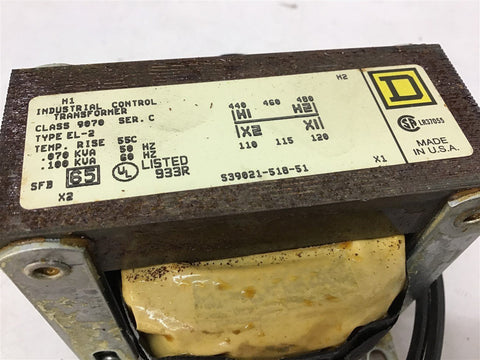 H1
INDUSTRIAL CONTROL
TRANSFORMER
CLASS 9070 SER. C
TYPE EL-2
TEMP. RISE 55C
.070 KVA 50 HZ
.100 KVA 60 HZ
SFB 65 UL LISTED
933R
X2
H2
440 460 480
H1 H2
X2 X1
110 115 120
S39021-518-51
X1
D
SA LR37055
MADE
IN U.S.A.